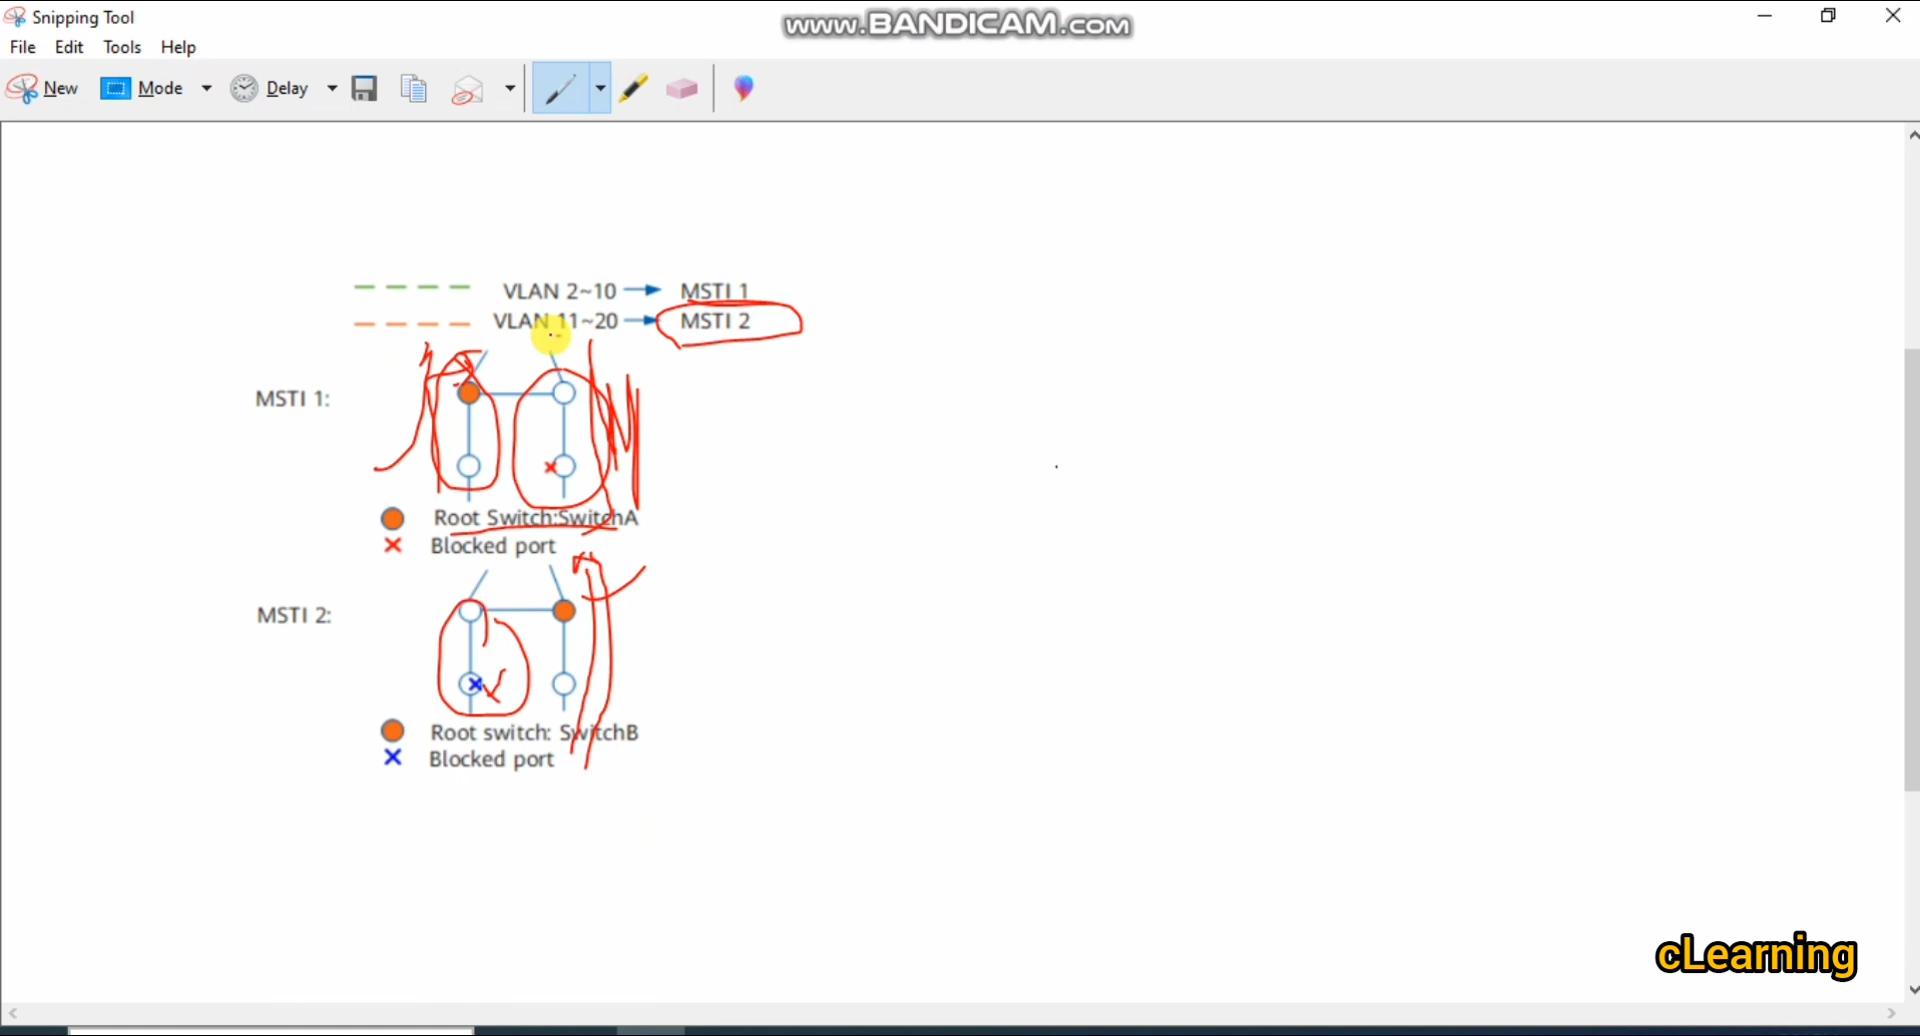 Snipping Tool
www.BANDICAM.com
File Edit Tools Help
New Mode Delay
VLAN 2~10 MSTI 1
VLAN 11~20 MSTI 2
MSTI 1:
Root Switch:SwitchA
Blocked port
MSTI 2:
Root switch: SwitchB
Blocked port
cLearning